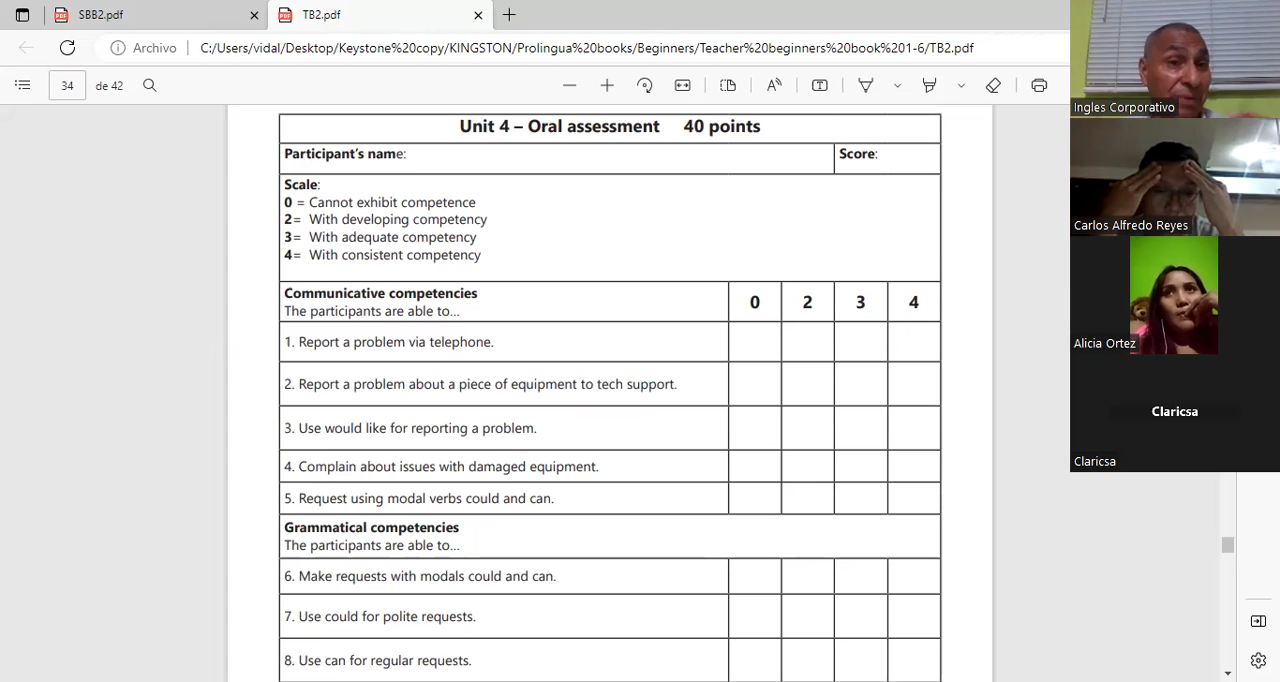 SBB2.pdf
TB2.pdf
Archivo
C:/Users/vidal/Desktop/Keystone%20copy/KINGSTON/Prolingua%20books/Beginners/Teacher%20beginners%20book%201-6/TB2.pdf
34 de 42
Unit 4 – Oral assessment 40 points
Participant's name:
Score:
Scale:
0 = Cannot exhibit competence
2= With developing competency
3= With adequate competency
4= With consistent competency
Communicative competencies
The participants are able to...
0 2 3 4
1. Report a problem via telephone.
2. Report a problem about a piece of equipment to tech support.
3. Use would like for reporting a problem.
4. Complain about issues with damaged equipment.
5. Request using modal verbs could and can.
Grammatical competencies
The participants are able to...
6. Make requests with modals could and can.
7. Use could for polite requests.
8. Use can for regular requests.
Ingles Corporativo
Carlos Alfredo Reyes
Alicia Ortez
Claricsa
Claricsa